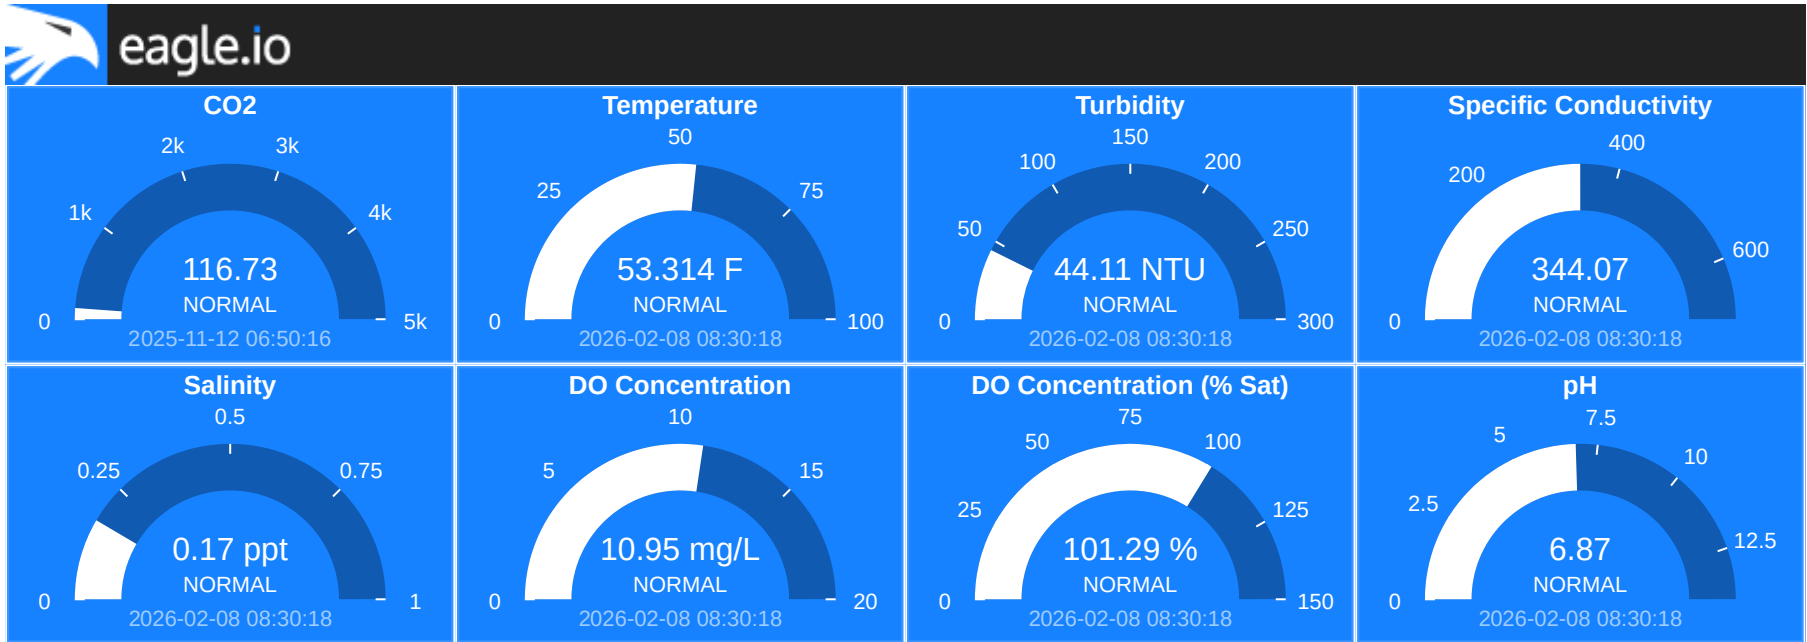 eagle.io
CO2
0
1k
2k
3k
4k
5k
116.73
NORMAL
2025-11-12 06:50:16
Temperature
0
25
50
75
100
53.314 F
NORMAL
2026-02-08 08:30:18
Turbidity
0
50
100
150
200
250
300
44.11 NTU
NORMAL
2026-02-08 08:30:18
Specific Conductivity
0
200
400
600
344.07
NORMAL
2026-02-08 08:30:18
Salinity
0
0.25
0.5
0.75
1
0.17 ppt
NORMAL
2026-02-08 08:30:18
DO Concentration
0
5
10
15
20
10.95 mg/L
NORMAL
2026-02-08 08:30:18
DO Concentration (% Sat)
0
25
50
75
100
125
150
101.29 %
NORMAL
2026-02-08 08:30:18
pH
0
2.5
5
7.5
10
12.5
6.87
NORMAL
2026-02-08 08:30:18